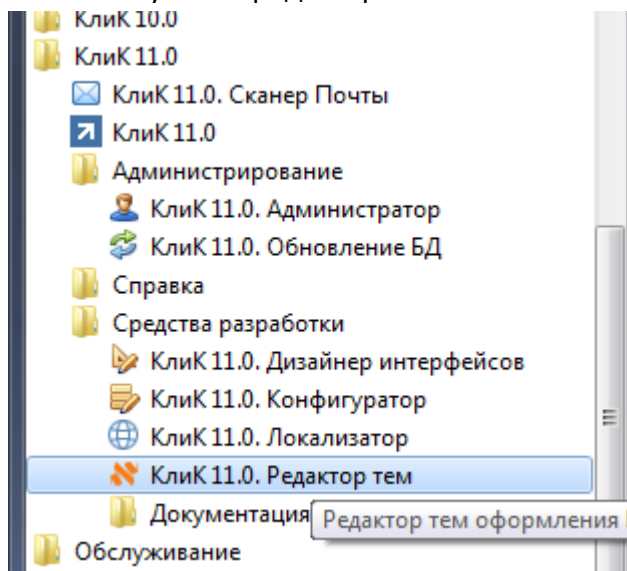 КлиК 10.0
КлиК 11.0
КлиК 11.0. Сканер Почты
КлиК 11.0
Администрирование
КлиК 11.0. Администратор
КлиК 11.0. Обновление БД
Справка
Средства разработки
КлиК 11.0. Дизайнер интерфейсов
КлиК 11.0. Конфигуратор
КлиК 11.0. Локализатор
КлиК 11.0. Редактор тем
Документация
Редактор тем оформления
Обслуживание